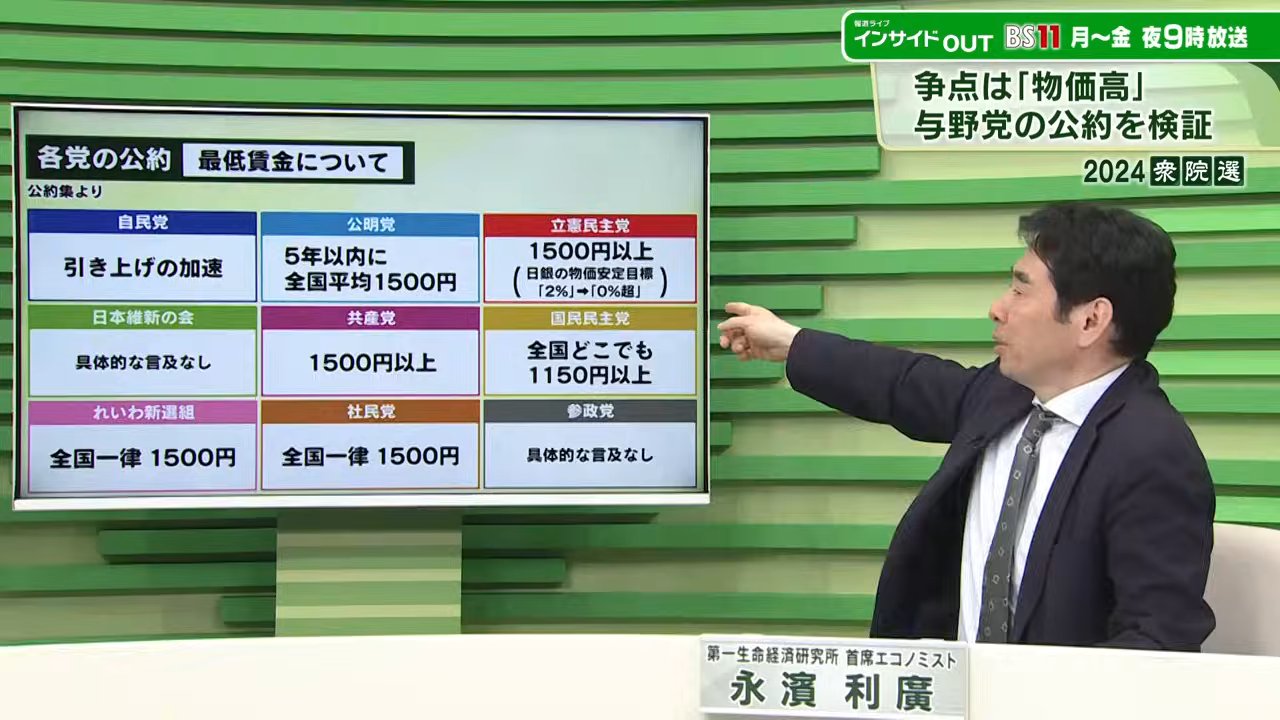 報道ライブ
インサイドOUT BS11 月～金 夜9時放送
争点は「物価高」
与野党の公約を検証
2024衆院選
各党の公約 最低賃金について
公約集より
自民党
引き上げの加速
公明党
5年以内に
全国平均1500円
立憲民主党
1500円以上
(日銀の物価安定目標
「2%」➡「0%超」)
日本維新の会
具体的な言及なし
共産党
1500円以上
国民民主党
全国どこでも
1150円以上
れいわ新選組
全国一律 1500円
社民党
全国一律 1500円
参政党
具体的な言及なし
第一生命経済研究所 首席エコノミスト
永濱 利廣